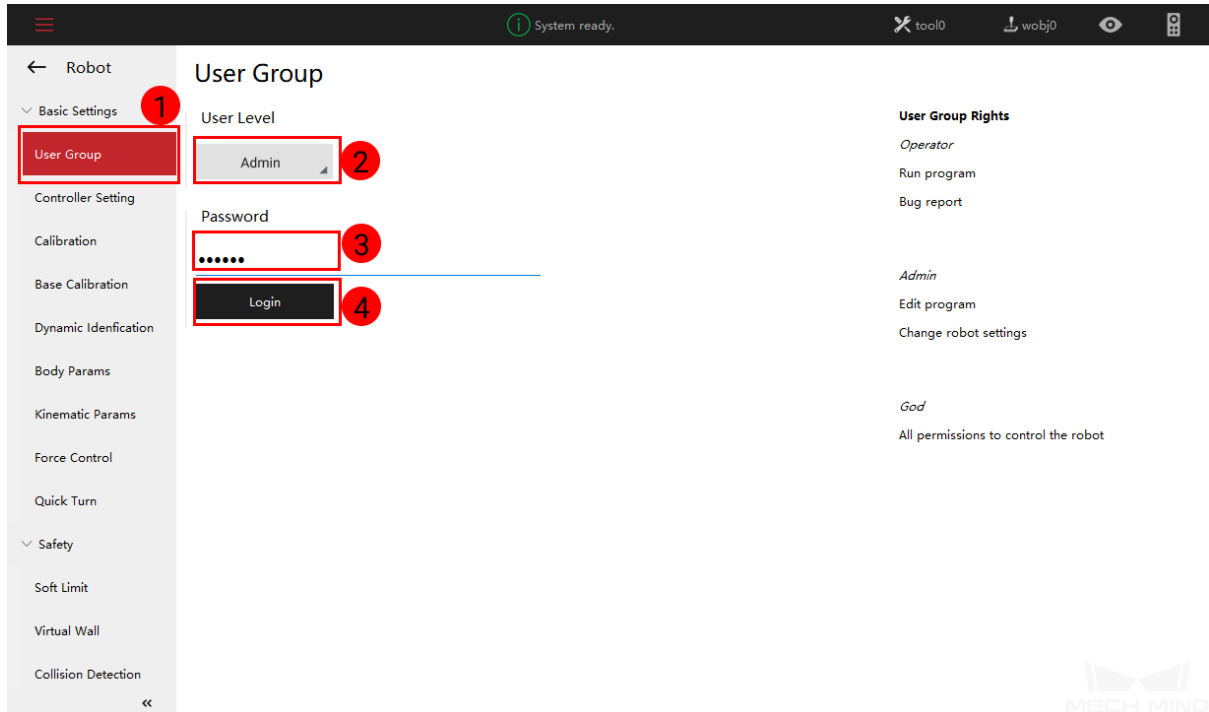 System ready.
tool0
wobj0
Robot
Basic Settings
1
User Group
Controller Setting
Calibration
Base Calibration
Dynamic Idenfication
Body Params
Kinematic Params
Force Control
Quick Turn
Safety
Soft Limit
Virtual Wall
Collision Detection
User Group
User Level
Admin
2
Password
3
••••••
Login
4
User Group Rights
Operator
Run program
Bug report
Admin
Edit program
Change robot settings
God
All permissions to control the robot
MECH MIND